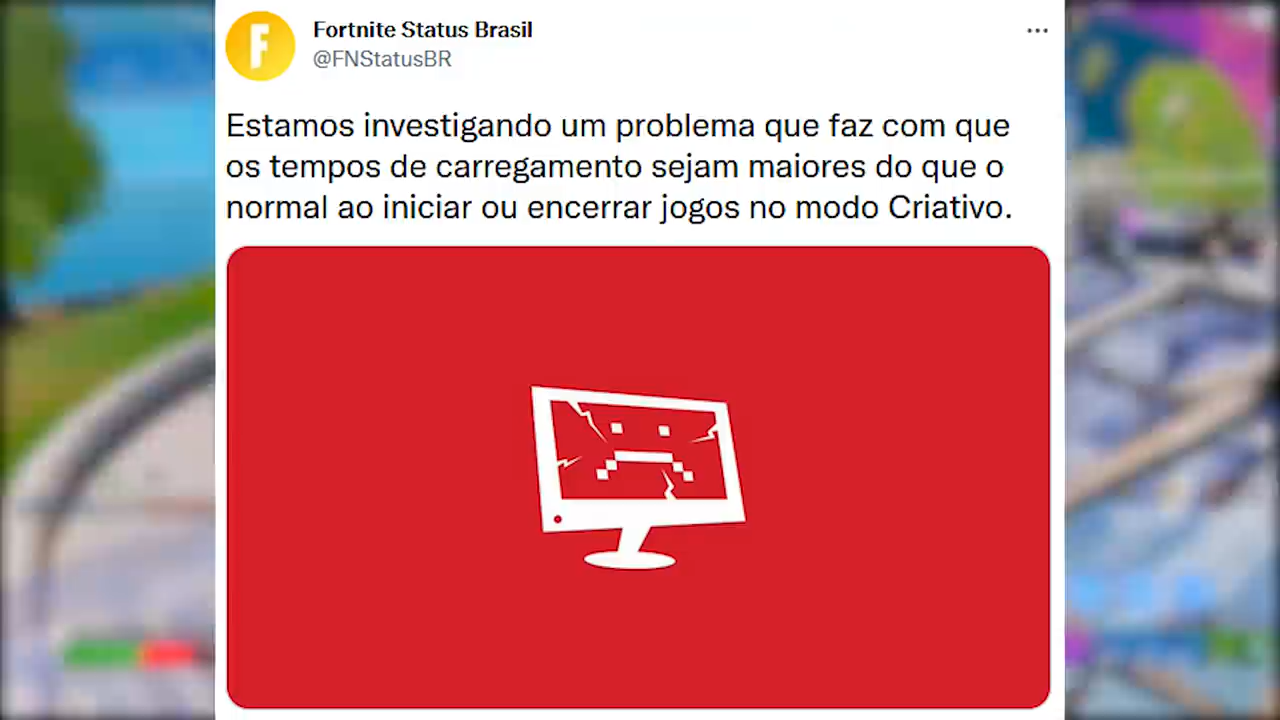 Fortnite Status Brasil
@FNStatusBR
Estamos investigando um problema que faz com que
os tempos de carregamento sejam maiores do que o
normal ao iniciar ou encerrar jogos no modo Criativo.